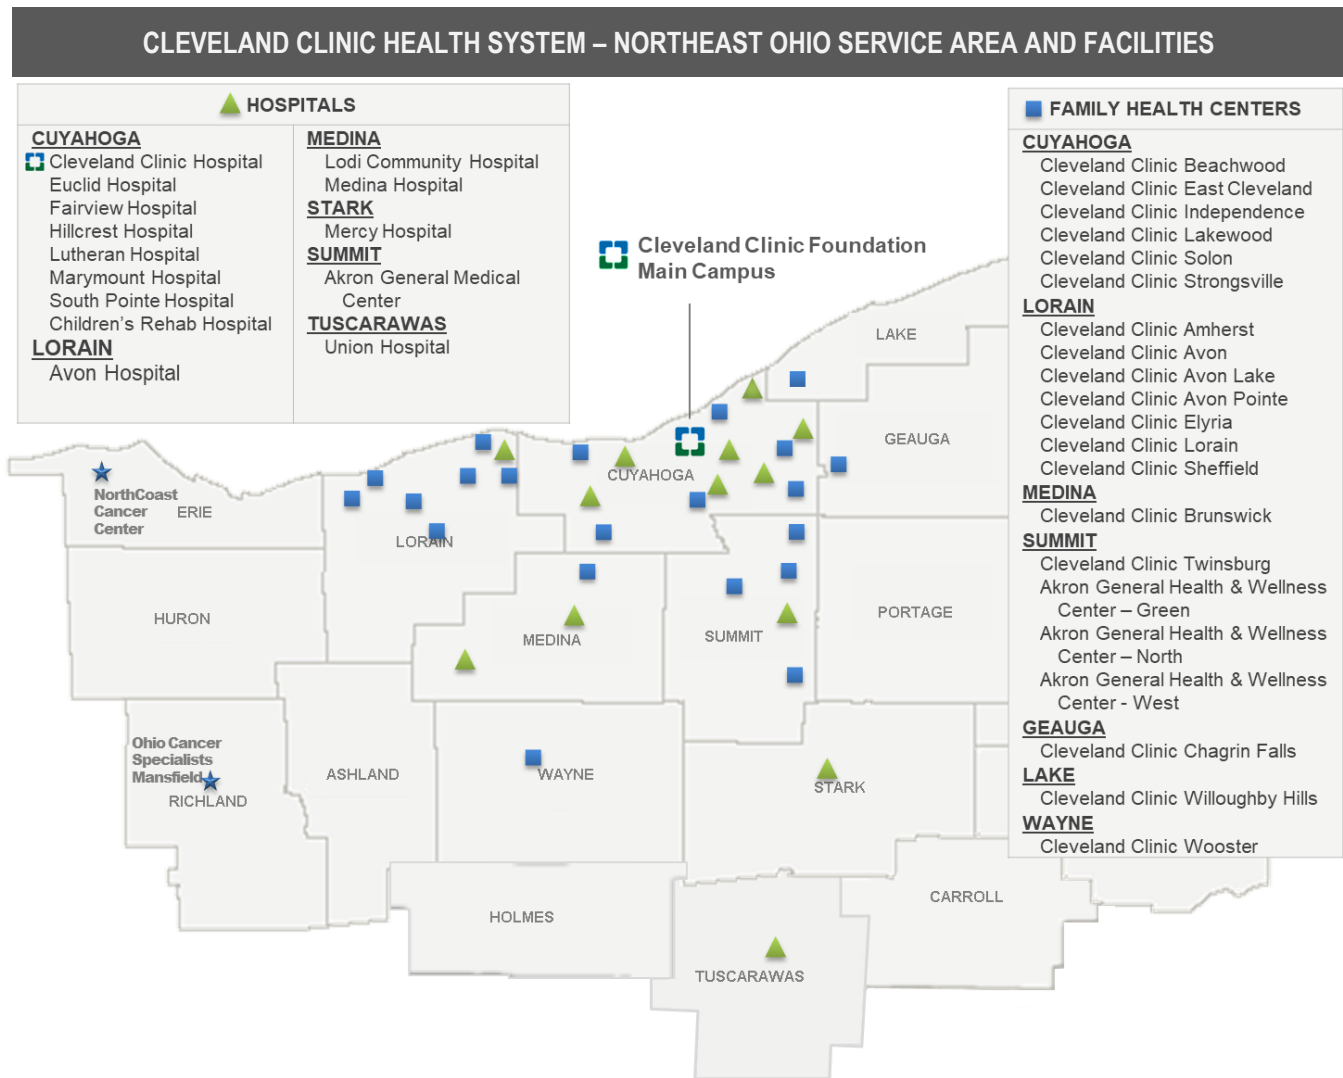 CLEVELAND CLINIC HEALTH SYSTEM – NORTHEAST OHIO SERVICE AREA AND FACILITIES
HOSPITALS
CUYAHOGA
Cleveland Clinic Hospital
Euclid Hospital
Fairview Hospital
Hillcrest Hospital
Lutheran Hospital
Marymount Hospital
South Pointe Hospital
Children's Rehab Hospital
LORAIN
Avon Hospital
MEDINA
Lodi Community Hospital
Medina Hospital
STARK
Mercy Hospital
SUMMIT
Akron General Medical
Center
TUSCARAWAS
Union Hospital
Cleveland Clinic Foundation
Main Campus
FAMILY HEALTH CENTERS
CUYAHOGA
Cleveland Clinic Beachwood
Cleveland Clinic East Cleveland
Cleveland Clinic Independence
Cleveland Clinic Lakewood
Cleveland Clinic Solon
Cleveland Clinic Strongsville
LORAIN
Cleveland Clinic Amherst
Cleveland Clinic Avon
Cleveland Clinic Avon Lake
Cleveland Clinic Avon Pointe
Cleveland Clinic Elyria
Cleveland Clinic Lorain
Cleveland Clinic Sheffield
MEDINA
Cleveland Clinic Brunswick
SUMMIT
Cleveland Clinic Twinsburg
Akron General Health & Wellness
Center – Green
Akron General Health & Wellness
Center – North
Akron General Health & Wellness
Center - West
GEAUGA
Cleveland Clinic Chagrin Falls
LAKE
Cleveland Clinic Willoughby Hills
WAYNE
Cleveland Clinic Wooster
LAKE
GEAUGA
CUYAHOGA
NorthCoast
Cancer
Center
ERIE
LORAIN
HURON
MEDINA
SUMMIT
PORTAGE
Ohio Cancer
Specialists
Mansfield
RICHLAND
ASHLAND
WAYNE
STARK
HOLMES
CARROLL
TUSCARAWAS